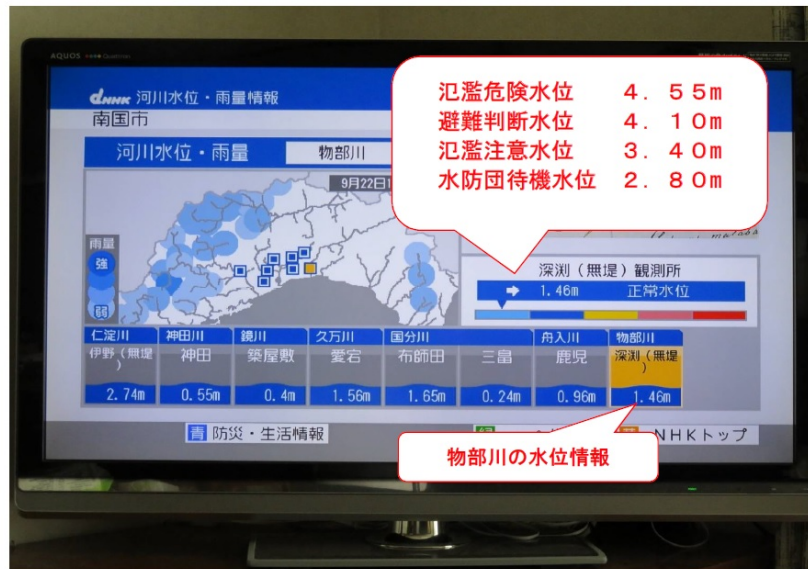 AQUOS
dNHK 河川水位・雨量情報
南国市
河川水位・雨量 物部川
9月22日1
雨量
強
弱
氾濫危険水位 4.55m
避難判断水位 4.10m
氾濫注意水位 3.40m
水防団待機水位 2.80m
深渕(無堤)観測所
➡ 1.46m 正常水位
仁淀川 神田川 鏡川 久万川 国分川 舟入川 物部川
伊野(無堤) 神田 築屋敷 愛宕 布師田 三畠 鹿児 深渕(無堤)
2.74m 0.55m 0.4m 1.56m 1.65m 0.24m 0.96m 1.46m
青 防災・生活情報
NHKトップ
物部川の水位情報